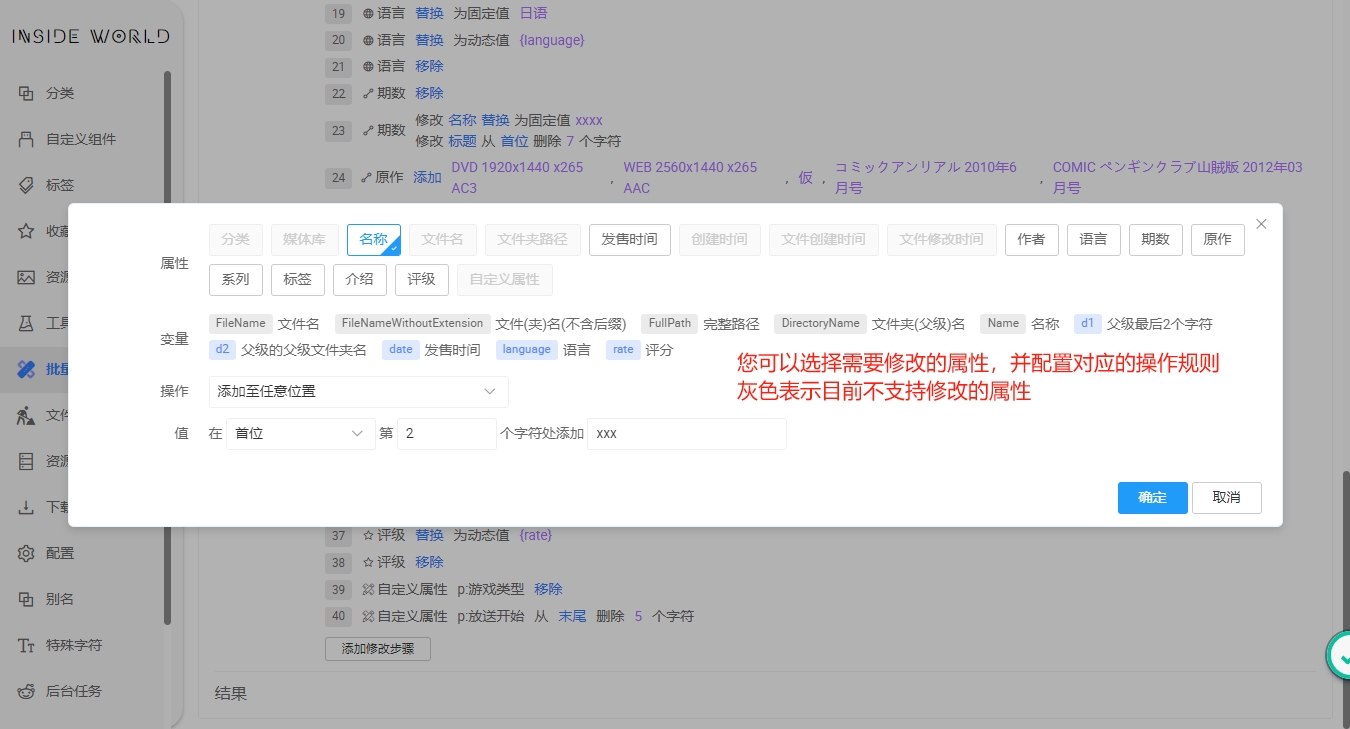 INSIDE WORLD
分类
自定义组件
标签
收藏
资源
工具
批量
文件
资源
下载
配置
别名
特殊字符
后台任务
19 语言 替换 为固定值 日语
20 语言 替换 为动态值 {language}
21 语言 移除
22 期数 移除
23 期数 修改 名称 替换 为固定值 xxxx
修改 标题 从 首位 删除 7 个字符
24 原作 添加 DVD 1920x1440 x265 AC3 , WEB 2560x1440 x265 AAC , 仮 , コミックアンリアル 2010年6月号 , COMIC ペンギンクラブ山賊版 2012年03月号
属性 分类 媒体库 名称 文件名 文件夹路径 发售时间 创建时间 文件创建时间 文件修改时间 作者 语言 期数 原作
系列 标签 介绍 评级 自定义属性
变量 FileName 文件名 FileNameWithoutExtension 文件(夹)名(不含后缀) FullPath 完整路径 DirectoryName 文件夹(父级)名 Name 名称 d1 父级最后2个字符
d2 父级的父级文件夹名 date 发售时间 language 语言 rate 评分
您可以选择需要修改的属性，并配置对应的操作规则
灰色表示目前不支持修改的属性
操作 添加至任意位置
值 在 首位 第 2 个字符处添加 xxx
确定 取消
37 评级 替换 为动态值 {rate}
38 评级 移除
39 自定义属性 p:游戏类型 移除
40 自定义属性 p:放送开始 从 末尾 删除 5 个字符
添加修改步骤
结果